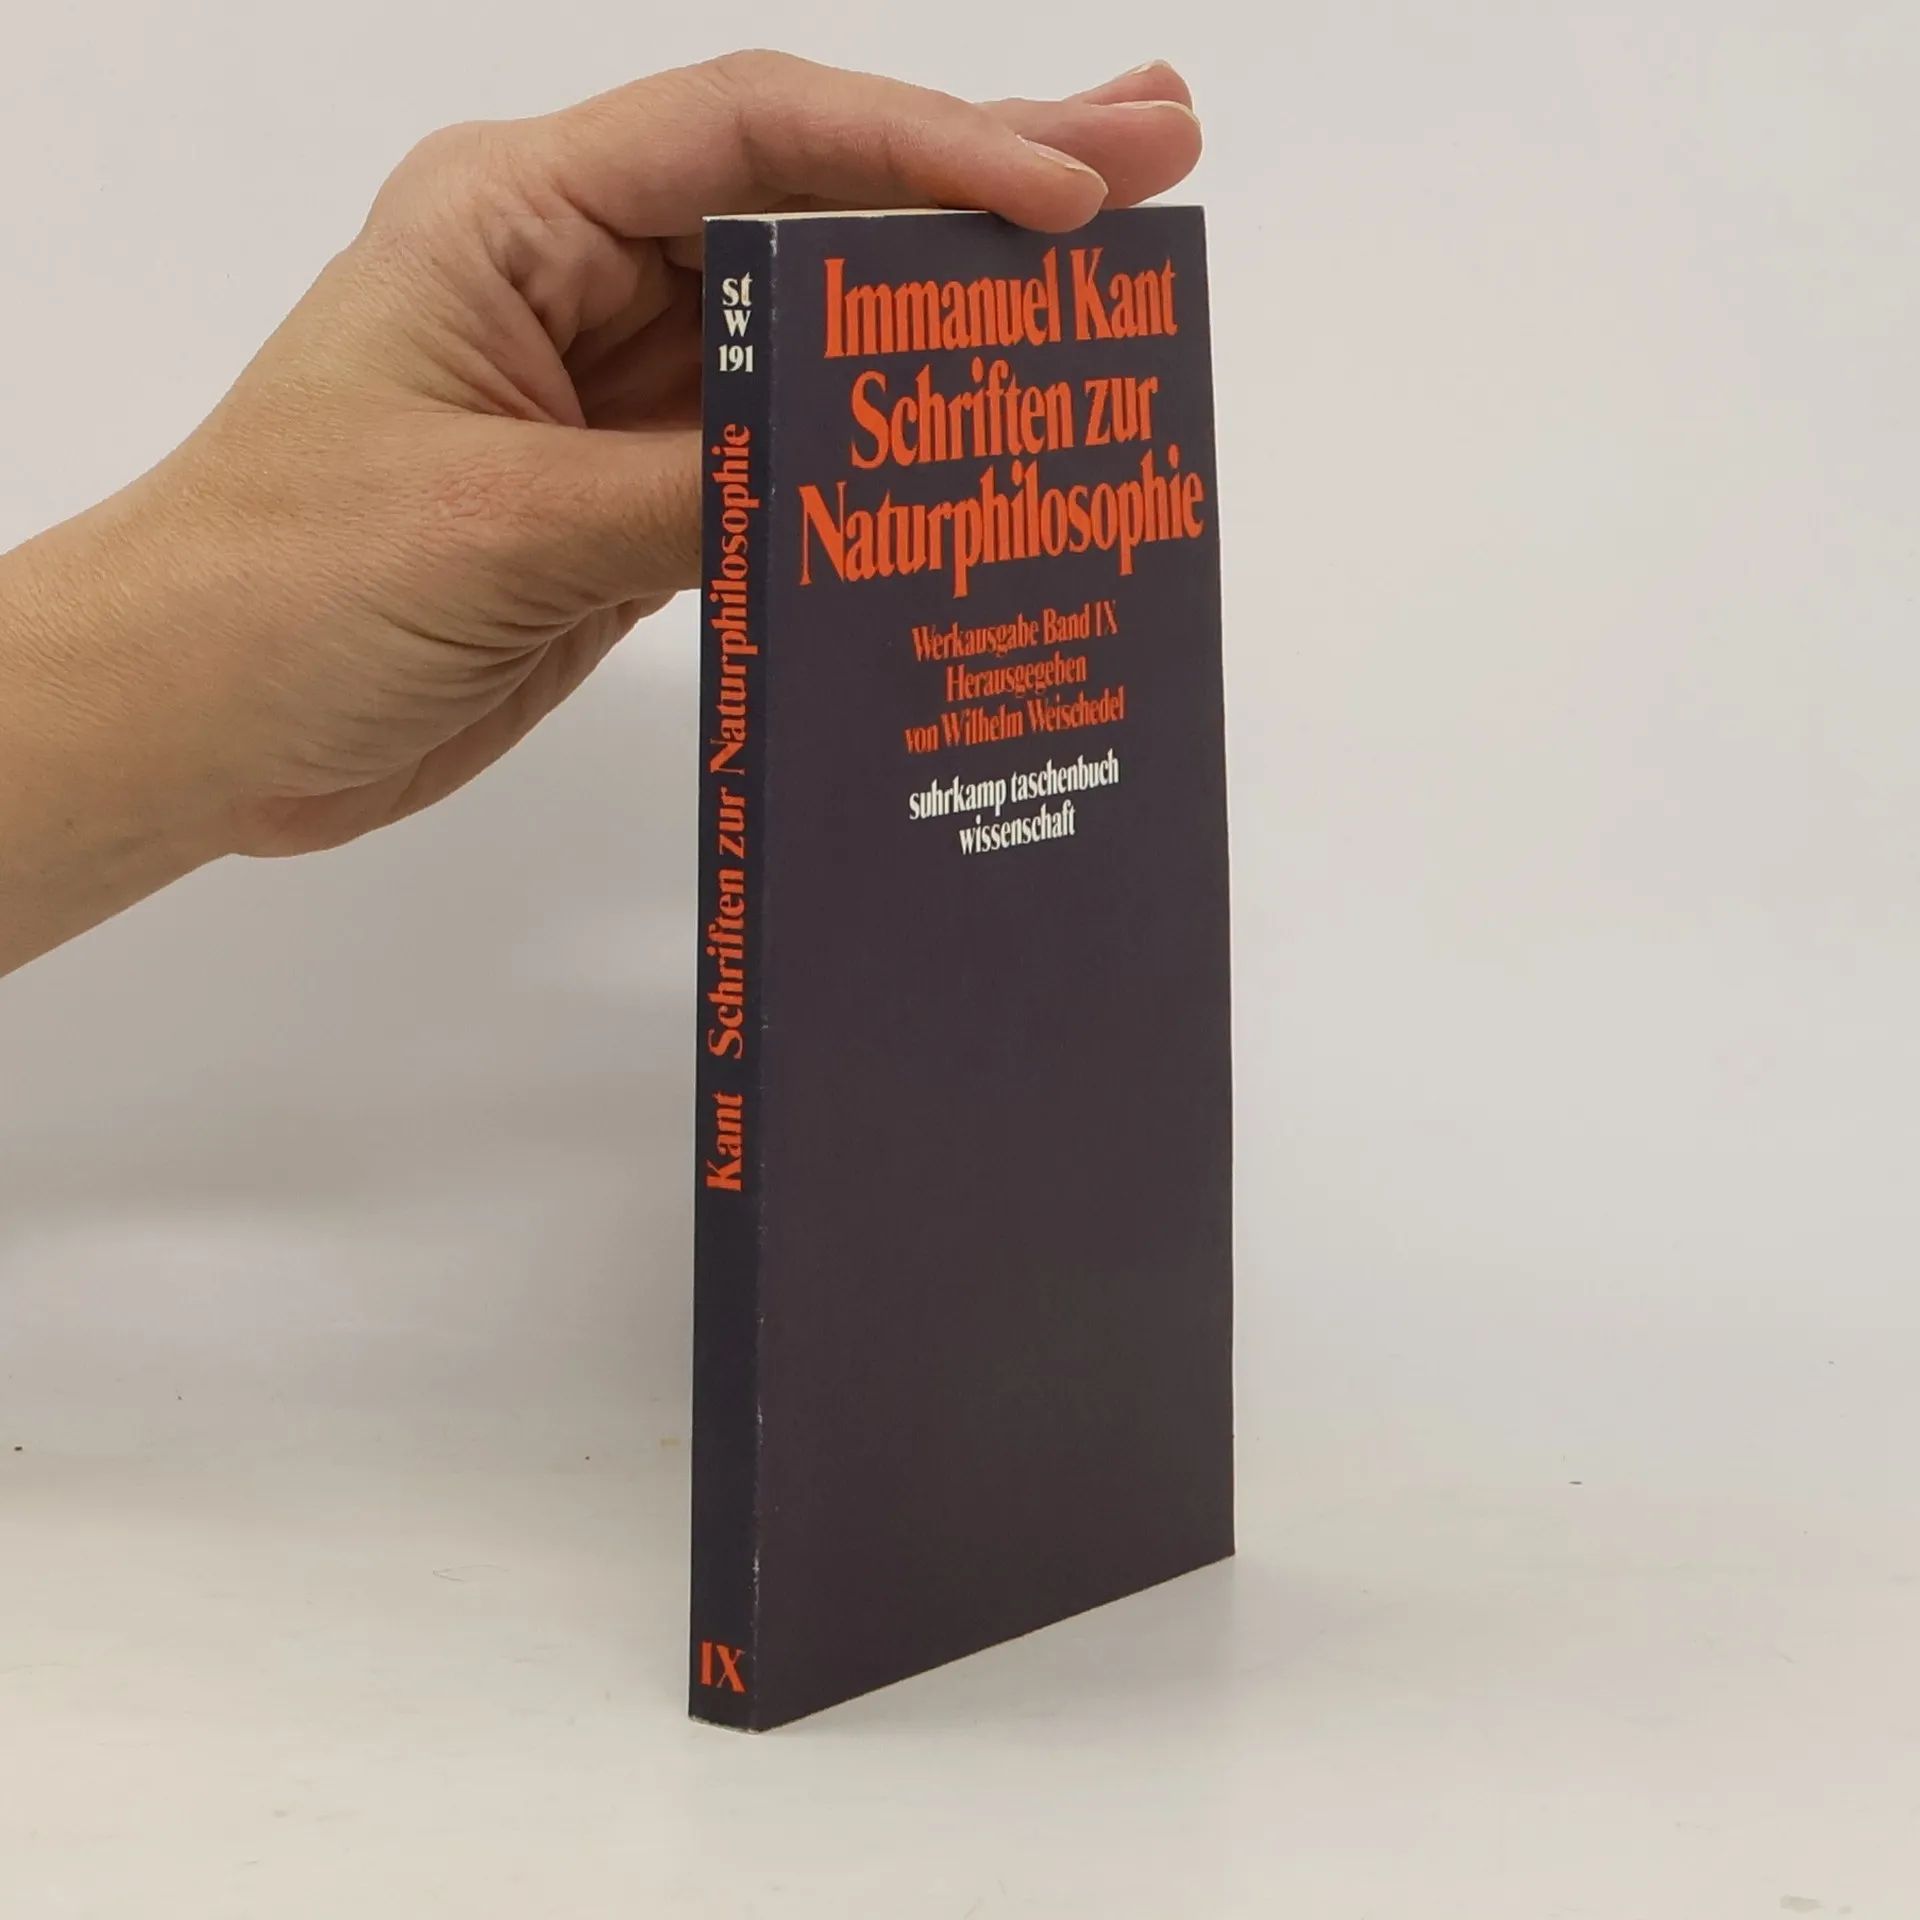 st
w
191
Kant Schriften zur Naturphilosophie
IX
Immanuel Kant
Schriften zur
Naturphilosophie
Werkausgabe Band IX
Herausgegeben
von Wilhelm Weischedel
suhrkamp taschenbuch
wissenschaft